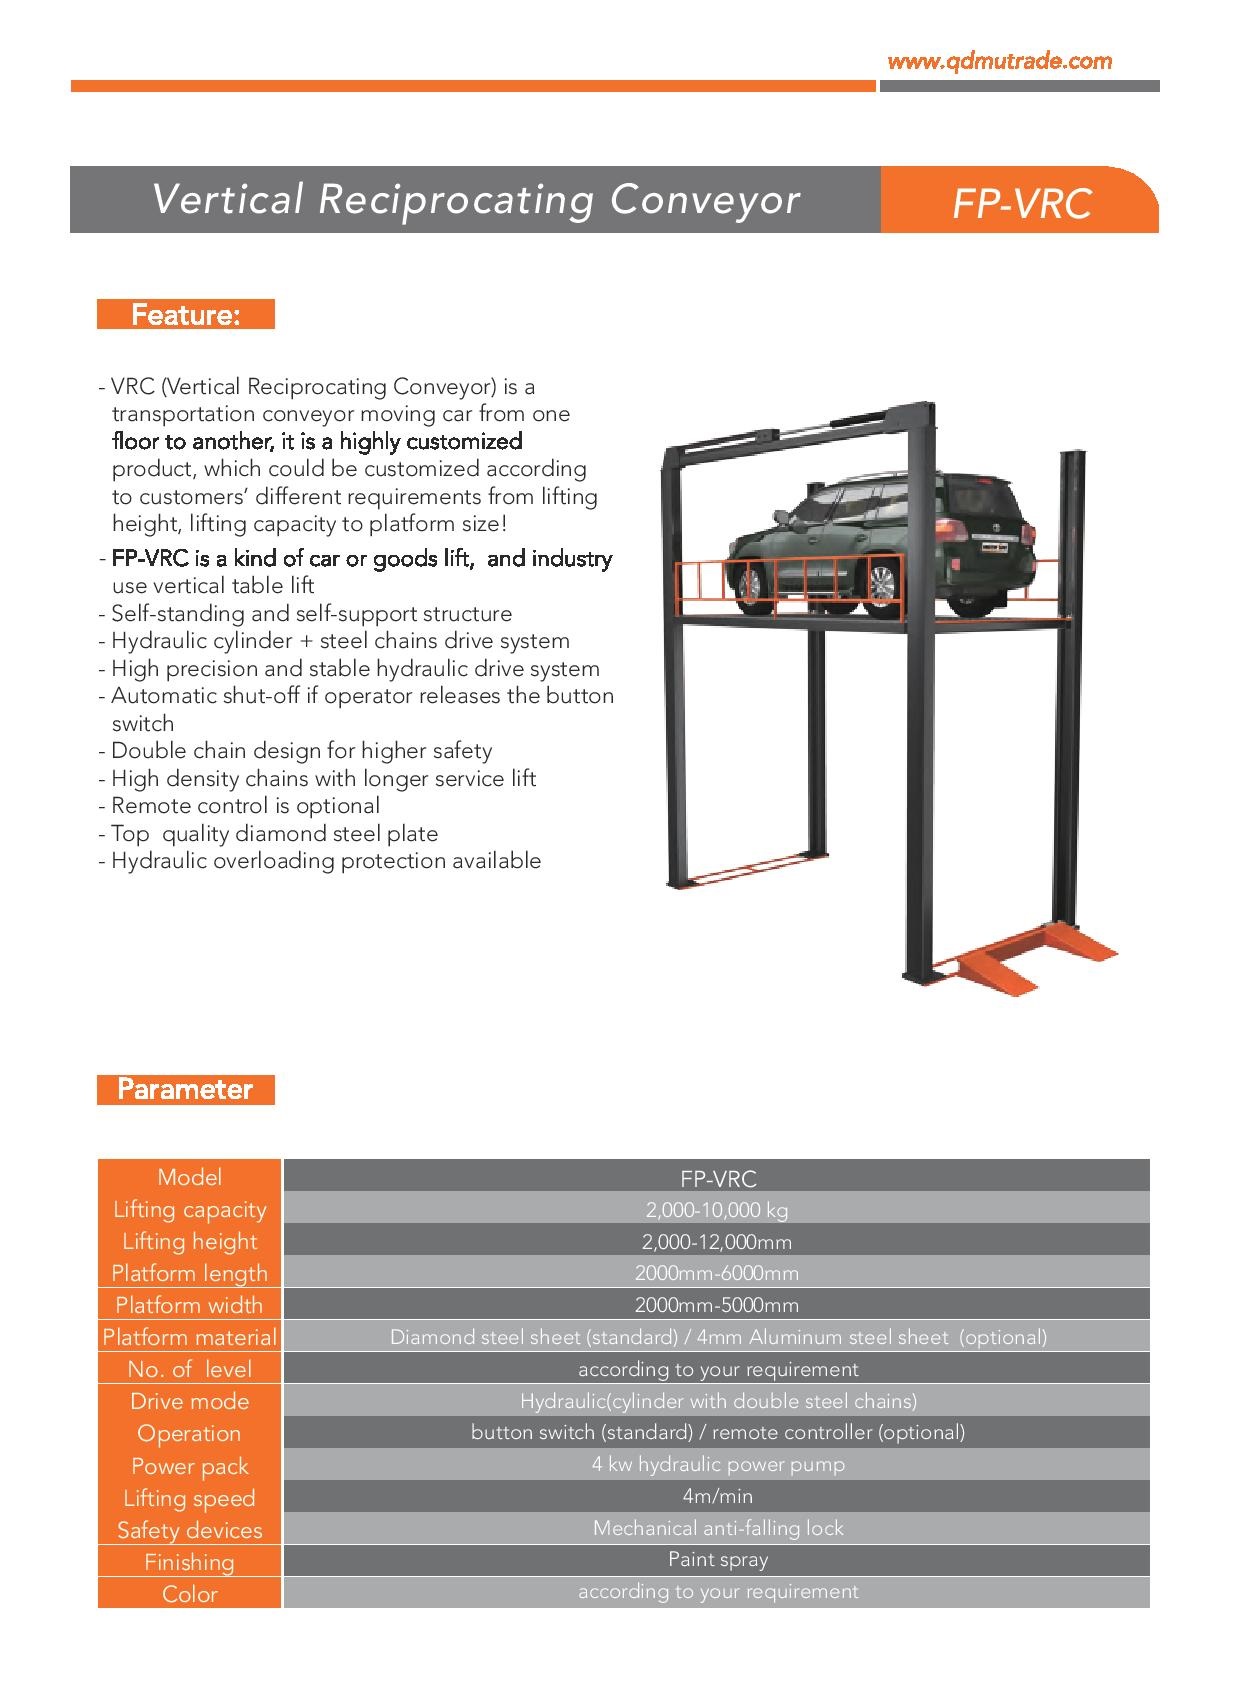 www.qdmutrade.com
Vertical Reciprocating Conveyor
FP-VRC
Feature:
- VRC (Vertical Reciprocating Conveyor) is a
transportation conveyor moving car from one
floor to another, it is a highly customized
product, which could be customized according
to customers’ different requirements from lifting
height, lifting capacity to platform size!
- FP-VRC is a kind of car or goods lift,  and industry
use vertical table lift
- Self-standing and self-support structure
- Hydraulic cylinder + steel chains drive system
- High precision and stable hydraulic drive system
- Automatic shut-off if operator releases the button
switch
- Double chain design for higher safety
- High density chains with longer service lift
- Remote control is optional
- Top  quality diamond steel plate
- Hydraulic overloading protection available
Parameter
Model FP-VRC
Lifting capacity 2,000-10,000 kg
Lifting height 2,000-12,000mm
Platform length 2000mm-6000mm
Platform width 2000mm-5000mm
Platform material Diamond steel sheet (standard) / 4mm Aluminum steel sheet  (optional)
No. of  level according to your requirement
Drive mode Hydraulic(cylinder with double steel chains)
Operation button switch (standard) / remote controller (optional)
Power pack 4 kw hydraulic power pump
Lifting speed 4m/min
Safety devices Mechanical anti-falling lock
Finishing Paint spray
Color according to your requirement